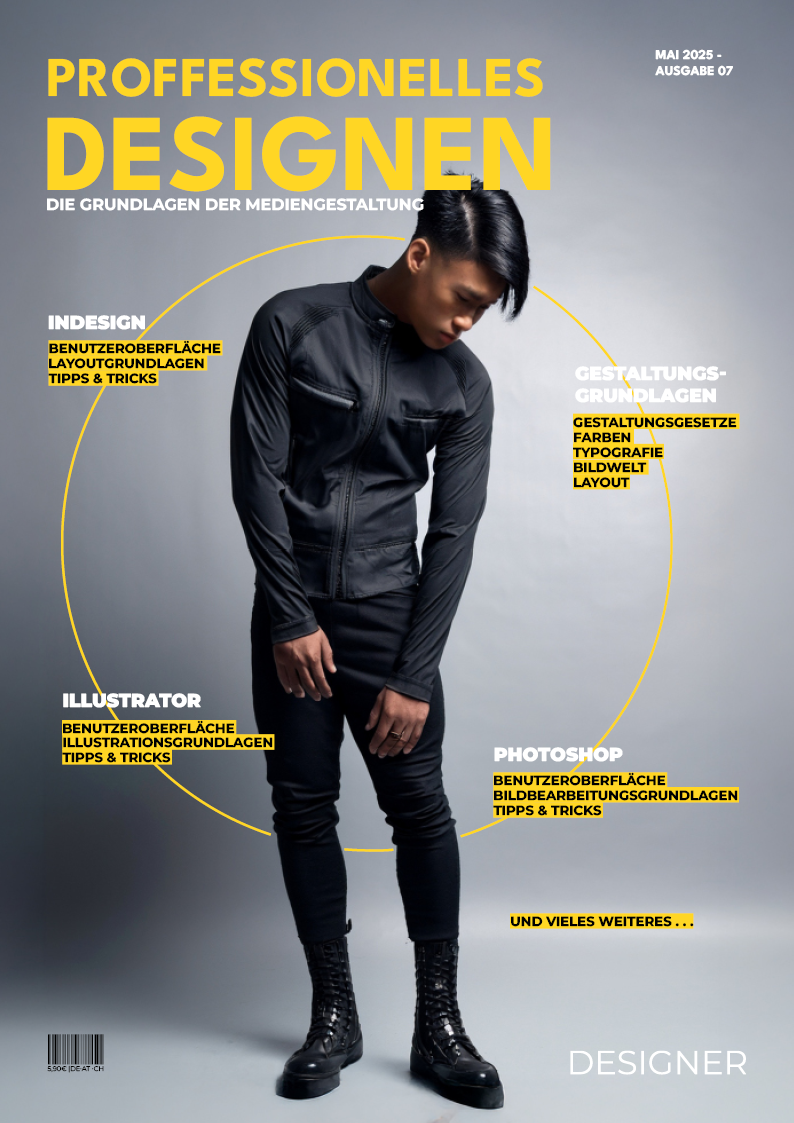 PROFFESSIONELLES
DESIGNEN
DIE GRUNDLAGEN DER MEDIENGESTALTUNG
MAI 2025 -
AUSGABE 07
INDESIGN
BENUTZEROBERFLÄCHE
LAYOUTGRUNDLAGEN
TIPPS & TRICKS
GESTALTUNGS-
GRUNDLAGEN
GESTALTUNGSGESETZE
FARBEN
TYPOGRAFIE
BILDWELT
LAYOUT
ILLUSTRATOR
BENUTZEROBERFLÄCHE
ILLUSTRATIONSGRUNDLAGEN
TIPPS & TRICKS
PHOTOSHOP
BENUTZEROBERFLÄCHE
BILDBEARBEITUNGSGRUNDLAGEN
TIPPS & TRICKS
UND VIELES WEITERES . . .
5,90€ |DE·AT·CH
DESIGNER